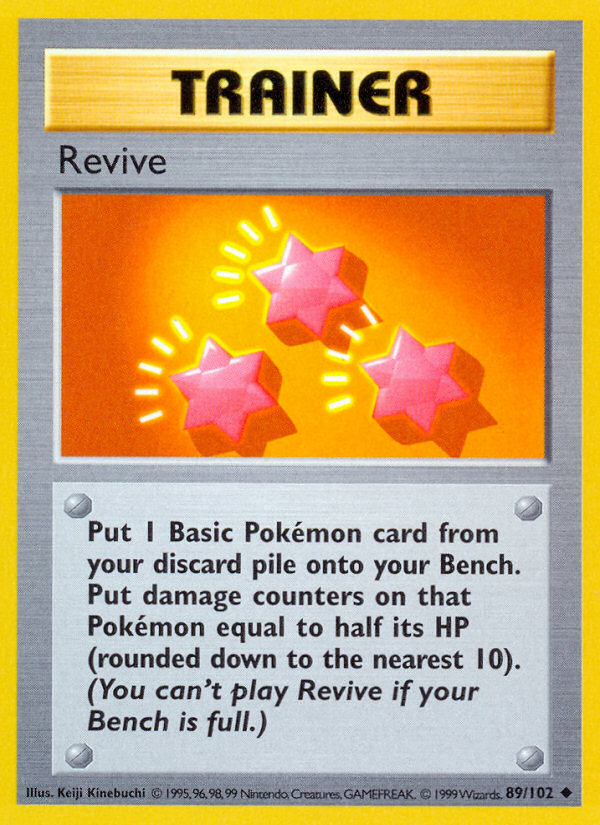 TRAINER
Revive
Put 1 Basic Pokémon card from
your discard pile onto your Bench.
Put damage counters on that
Pokémon equal to half its HP
(rounded down to the nearest 10).
(You can't play Revive if your
Bench is full.)
Illus. Keiji Kinebuchi © 1995, 96, 98, 99 Nintendo, Creatures, GAMEFREAK. © 1999 Wizards. 89/102 ◆